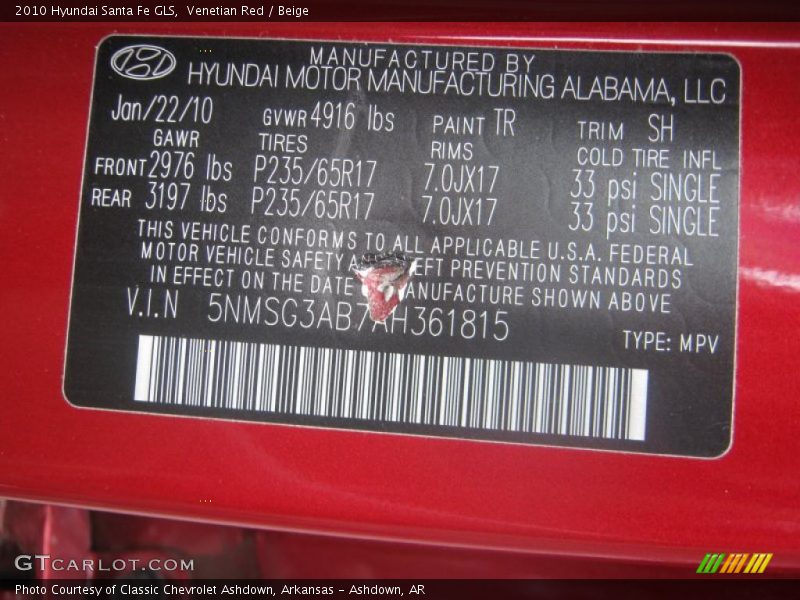 2010 Hyundai Santa Fe GLS,  Venetian Red / Beige
MANUFACTURED BY
HYUNDAI MOTOR MANUFACTURING ALABAMA, LLC
Jan/22/10 GVWR 4916 lbs PAINT TR TRIM SH
GAWR TIRES RIMS COLD TIRE INFL
FRONT 2976 lbs P235/65R17 7.0JX17 33 psi SINGLE
REAR 3197 lbs P235/65R17 7.0JX17 33 psi SINGLE
THIS VEHICLE CONFORMS TO ALL APPLICABLE U.S.A. FEDERAL
MOTOR VEHICLE SAFETY EFT PREVENTION STANDARDS
IN EFFECT ON THE DATE MANUFACTURE SHOWN ABOVE
V.I.N 5NMSG3AB7AH361815
TYPE: MPV
GTCARLOT.COM
Photo Courtesy of Classic Chevrolet Ashdown, Arkansas - Ashdown, AR